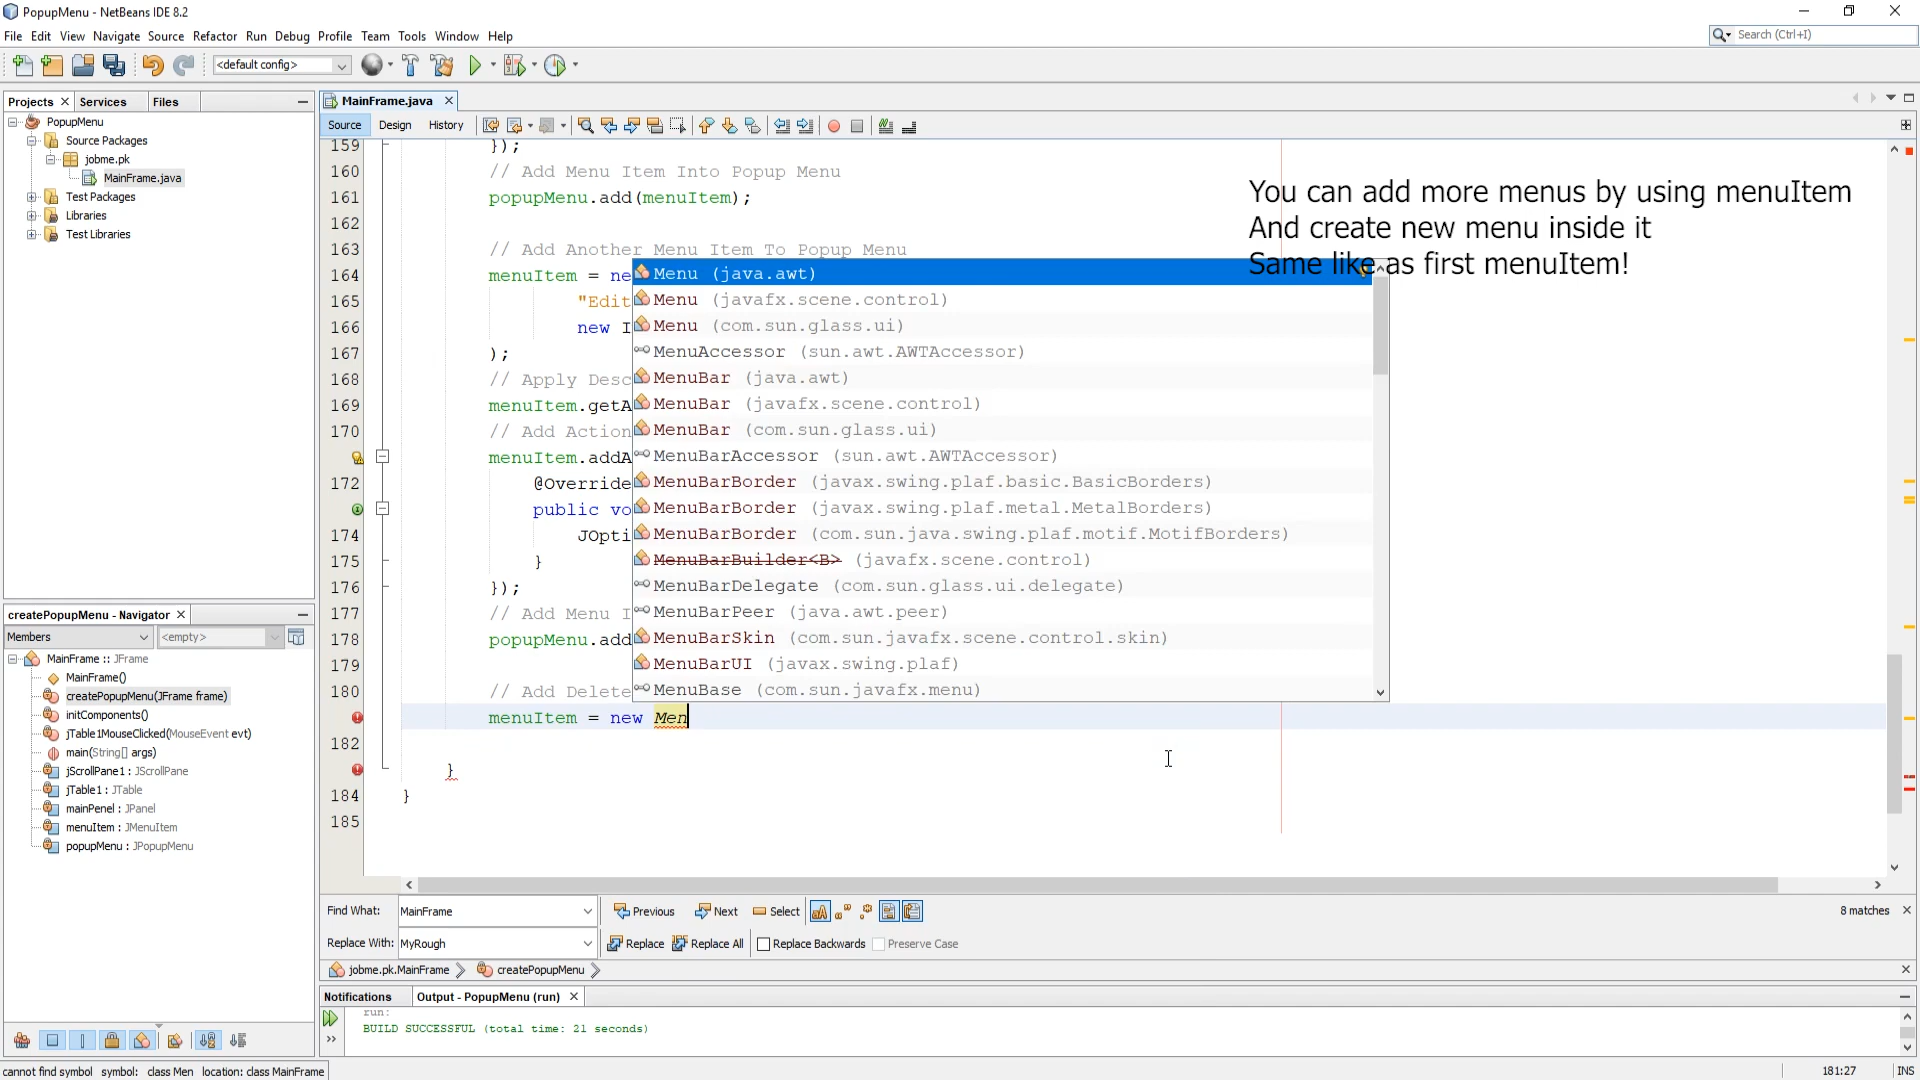 PopupMenu - NetBeans IDE 8.2
File Edit View Navigate Source Refactor Run Debug Profile Team Tools Window Help
Search (Ctrl+I)
<default config>
Projects Services Files
MainFrame.java
PopupMenu
Source Packages
jobme.pk
MainFrame.java
Test Packages
Libraries
Test Libraries
Source Design History
159 });
160 // Add Menu Item Into Popup Menu
161 popupMenu.add(menuItem);
162
163 // Add Another Menu Item To Popup Menu
164 menuItem = ne
165 "Edit
166 new I
167 );
168 // Apply Desc
169 menuItem.getA
170 // Add Action
menuItem.addA
172 @Override
public vo
174 JOpti
175 }
176 });
177 // Add Menu I
178 popupMenu.add
179
180 // Add Delete
menuItem = new Men
182
}
184 }
185
You can add more menus by using menuItem
And create new menu inside it
Same like as first menuItem!
Menu (java.awt)
Menu (javafx.scene.control)
Menu (com.sun.glass.ui)
MenuAccessor (sun.awt.AWTAccessor)
MenuBar (java.awt)
MenuBar (javafx.scene.control)
MenuBar (com.sun.glass.ui)
MenuBarAccessor (sun.awt.AWTAccessor)
MenuBarBorder (javax.swing.plaf.basic.BasicBorders)
MenuBarBorder (javax.swing.plaf.metal.MetalBorders)
MenuBarBorder (com.sun.java.swing.plaf.motif.MotifBorders)
MenuBarBuilder<B> (javafx.scene.control)
MenuBarDelegate (com.sun.glass.ui.delegate)
MenuBarPeer (java.awt.peer)
MenuBarSkin (com.sun.javafx.scene.control.skin)
MenuBarUI (javax.swing.plaf)
MenuBase (com.sun.javafx.menu)
createPopupMenu - Navigator
Members <empty>
MainFrame :: JFrame
MainFrame()
createPopupMenu(JFrame frame)
initComponents()
jTable1MouseClicked(MouseEvent evt)
main(String[] args)
jScrollPane1 : JScrollPane
jTable1 : JTable
mainPenel : JPanel
menuItem : JMenuItem
popupMenu : JPopupMenu
Find What: MainFrame Previous Next Select 8 matches
Replace With: MyRough Replace Replace All Replace Backwards Preserve Case
jobme.pk.MainFrame createPopupMenu
Notifications Output - PopupMenu (run)
run:
BUILD SUCCESSFUL (total time: 21 seconds)
cannot find symbol symbol: class Men location: class MainFrame 181:27 INS